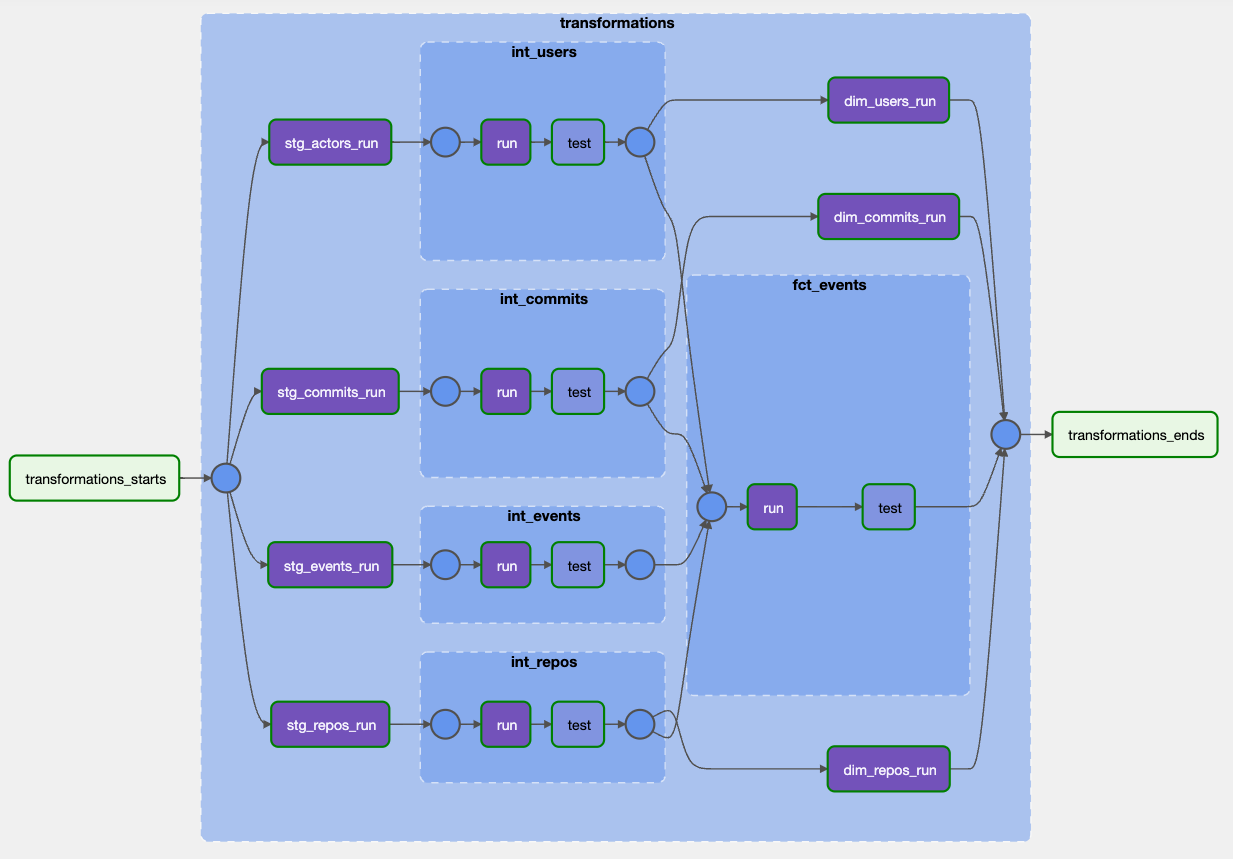 transformations
int_users
dim_users_run
stg_actors_run
run
test
dim_commits_run
int_commits
fct_events
stg_commits_run
run
test
transformations_starts
transformations_ends
int_events
run
test
stg_events_run
run
test
int_repos
stg_repos_run
run
test
dim_repos_run